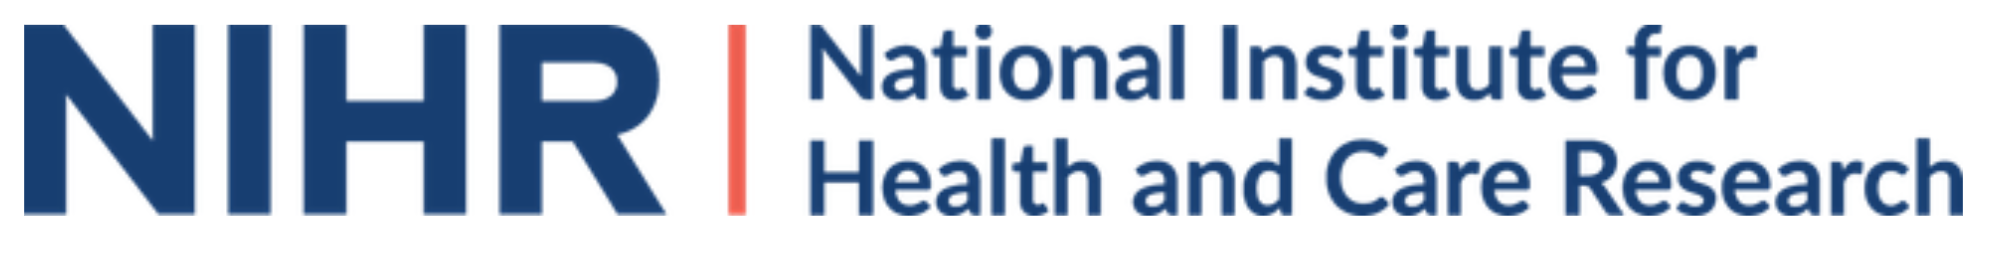 NIHR
National Institute for
Health and Care Research